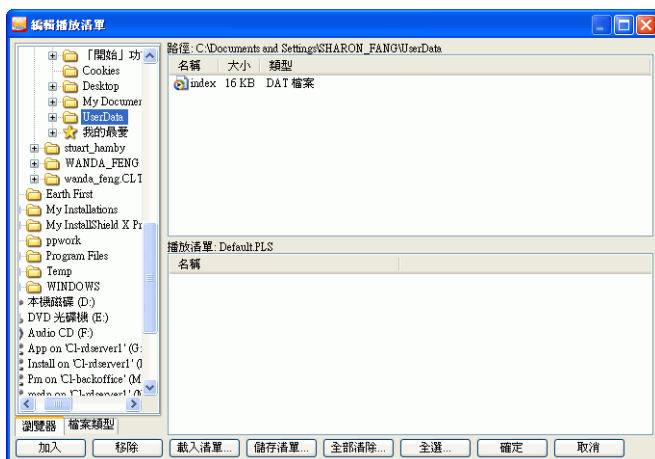 編輯播放清單
「開始」功
Cookies
Desktop
My Documer
UserData
我的最愛
stuart_hamby
WANDA_FENG
wanda_feng.CLT
Earth First
My Installations
My InstallShield X Pr
ppwork
Program Files
Temp
WINDOWS
本機磁碟 (D:)
DVD 光碟機 (E:)
Audio CD (F:)
App on 'Cl-rdserver1' (G:
Install on 'Cl-rdserver1' (I
Pm on 'Cl-backoffice' (M
msdn on 'Cl-rdserver1' (N
瀏覽器 檔案類型
路徑: C:\Documents and Settings\SHARON_FANG\UserData
名稱 大小 類型
index 16 KB DAT 檔案
播放清單: Default.PLS
名稱
加入 移除 載入清單... 儲存清單... 全部清除... 全選... 確定 取消